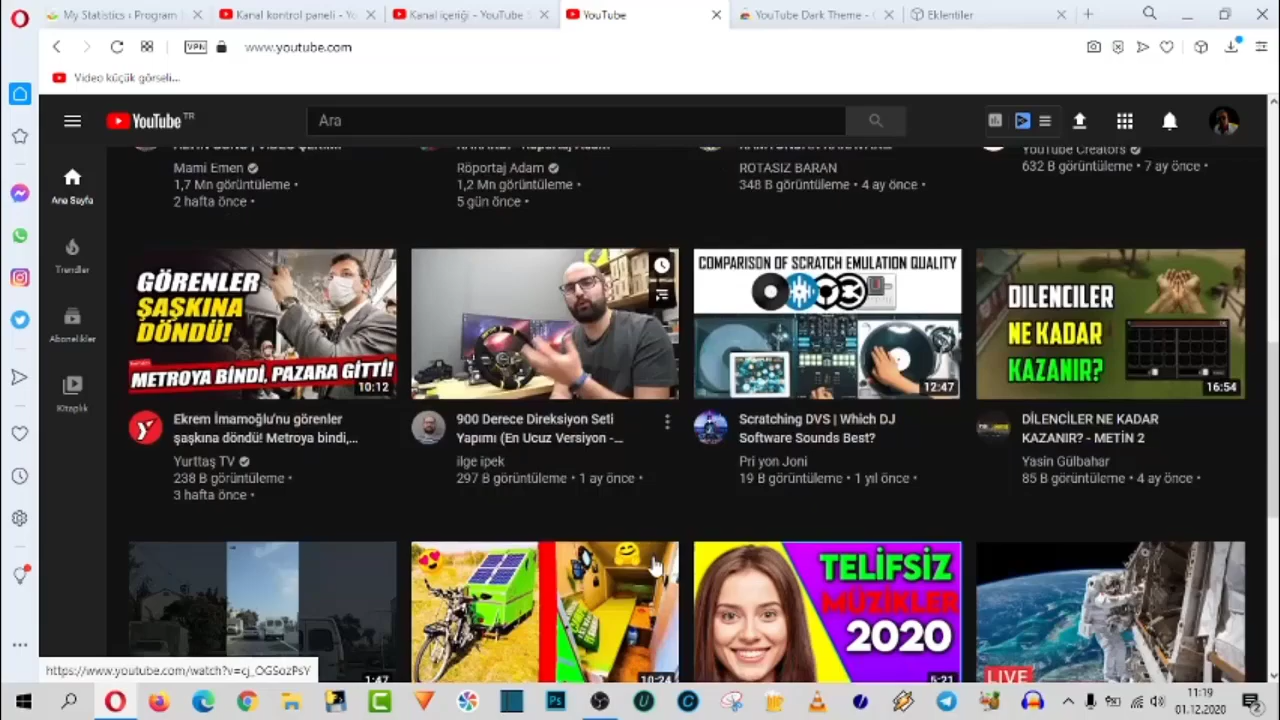 My Statistics ‹ Program
Kanal kontrol paneli - Yo
Kanal içeriği - YouTube S
YouTube
YouTube Dark Theme - C
Eklentiler
VPN
www.youtube.com
Video küçük görseli...
YouTube TR
Ara
Mami Emen
1,7 Mn görüntüleme •
2 hafta önce •
Röportaj Adam
1,2 Mn görüntüleme •
5 gün önce •
ROTASIZ BARAN
348 B görüntüleme • 4 ay önce •
YouTube Creators
632 B görüntüleme • 7 ay önce •
Ana Sayfa
Trendler
Abonelikler
Kitaplık
GÖRENLER
ŞAŞKINA
DÖNDÜ!
METROYA BİNDİ, PAZARA GİTTİ!
10:12
COMPARISON OF SCRATCH EMULATION QUALITY
12:47
DILENCILER
NE KADAR
KAZANIR?
16:54
Ekrem İmamoğlu'nu görenler
şaşkına döndü! Metroya bindi,...
Yurttaş TV
238 B görüntüleme •
3 hafta önce •
900 Derece Direksiyon Seti
Yapımı (En Ucuz Versiyon -...
ilge ipek
297 B görüntüleme • 1 ay önce •
Scratching DVS | Which DJ
Software Sounds Best?
Pri yon Joni
19 B görüntüleme • 1 yıl önce •
DİLENCİLER NE KADAR
KAZANIR? - METİN 2
Yasin Gülbahar
85 B görüntüleme • 4 ay önce •
TELİFSİZ
MÜZİKLER
2020
LIVE
1:47
10:24
5:21
https://www.youtube.com/watch?v=cj_OGSozPsY
11:19
01.12.2020